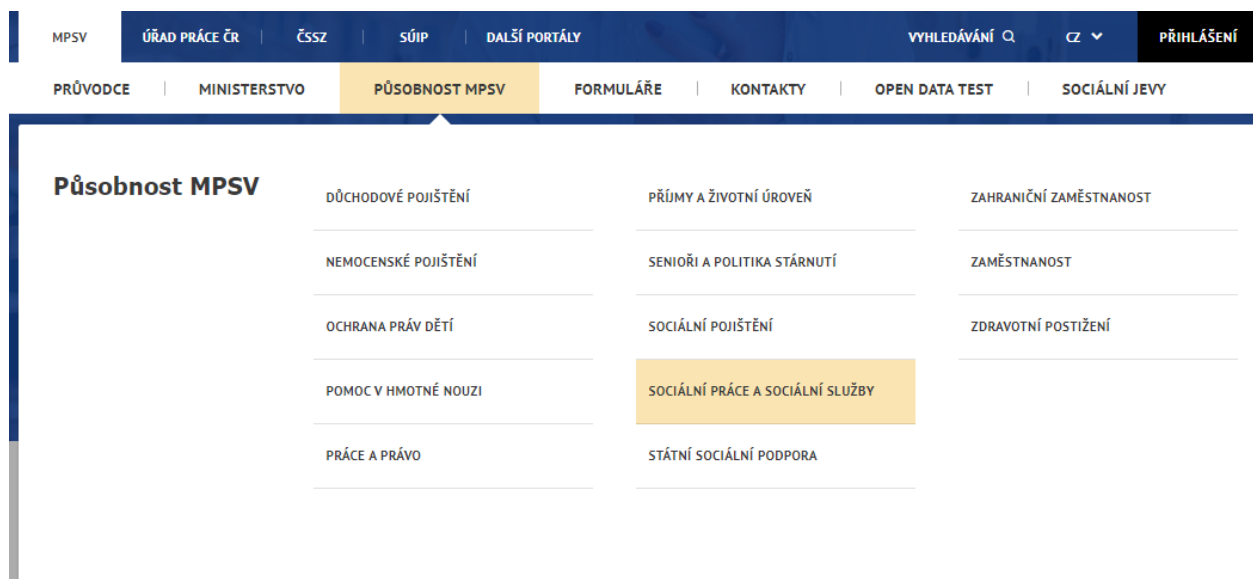 MPSV ÚŘAD PRÁCE ČR ČSSZ SÚIP DALŠÍ PORTÁLY VYHLEDÁVÁNÍ CZ PŘIHLÁŠENÍ
PRŮVODCE MINISTERSTVO PŮSOBNOST MPSV FORMULÁŘE KONTAKTY OPEN DATA TEST SOCIÁLNÍ JEVY
Působnost MPSV
DŮCHODOVÉ POJIŠTĚNÍ PŘÍJMY A ŽIVOTNÍ ÚROVEŇ ZAHRANIČNÍ ZAMĚSTNANOST
NEMOCENSKÉ POJIŠTĚNÍ SENIOŘI A POLITIKA STÁRNUTÍ ZAMĚSTNANOST
OCHRANA PRÁV DĚTÍ SOCIÁLNÍ POJIŠTĚNÍ ZDRAVOTNÍ POSTIŽENÍ
POMOC V HMOTNÉ NOUZI SOCIÁLNÍ PRÁCE A SOCIÁLNÍ SLUŽBY
PRÁCE A PRÁVO STÁTNÍ SOCIÁLNÍ PODPORA